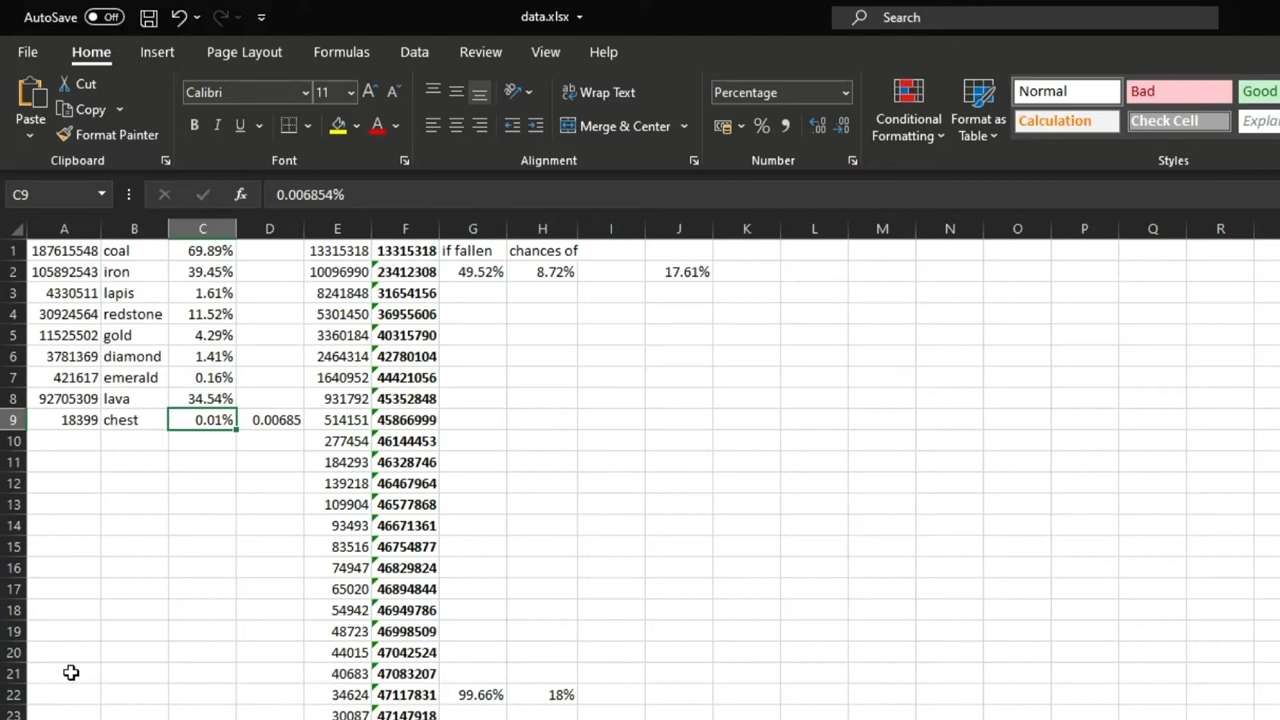 AutoSave Off data.xlsx Search
File Home Insert Page Layout Formulas Data Review View Help
Paste Cut Copy Format Painter
Calibri 11 Wrap Text Merge & Center
Percentage
Conditional Formatting Format as Table
Normal Bad Good
Calculation Check Cell Expla
Clipboard Font Alignment Number Styles
C9 fx 0.006854%
A B C D E F G H I J K L M N O P Q R
1 187615548 coal 69.89% 13315318 13315318 if fallen chances of
2 105892543 iron 39.45% 10096990 23412308 49.52% 8.72% 17.61%
3 4330511 lapis 1.61% 8241848 31654156
4 30924564 redstone 11.52% 5301450 36955606
5 11525502 gold 4.29% 3360184 40315790
6 3781369 diamond 1.41% 2464314 42780104
7 421617 emerald 0.16% 1640952 44421056
8 92705309 lava 34.54% 931792 45352848
9 18399 chest 0.01% 0.00685 514151 45866999
10 277454 46144453
11 184293 46328746
12 139218 46467964
13 109904 46577868
14 93493 46671361
15 83516 46754877
16 74947 46829824
17 65020 46894844
18 54942 46949786
19 48723 46998509
20 44015 47042524
21 40683 47083207
22 34624 47117831 99.66% 18%
23 30087 47147918